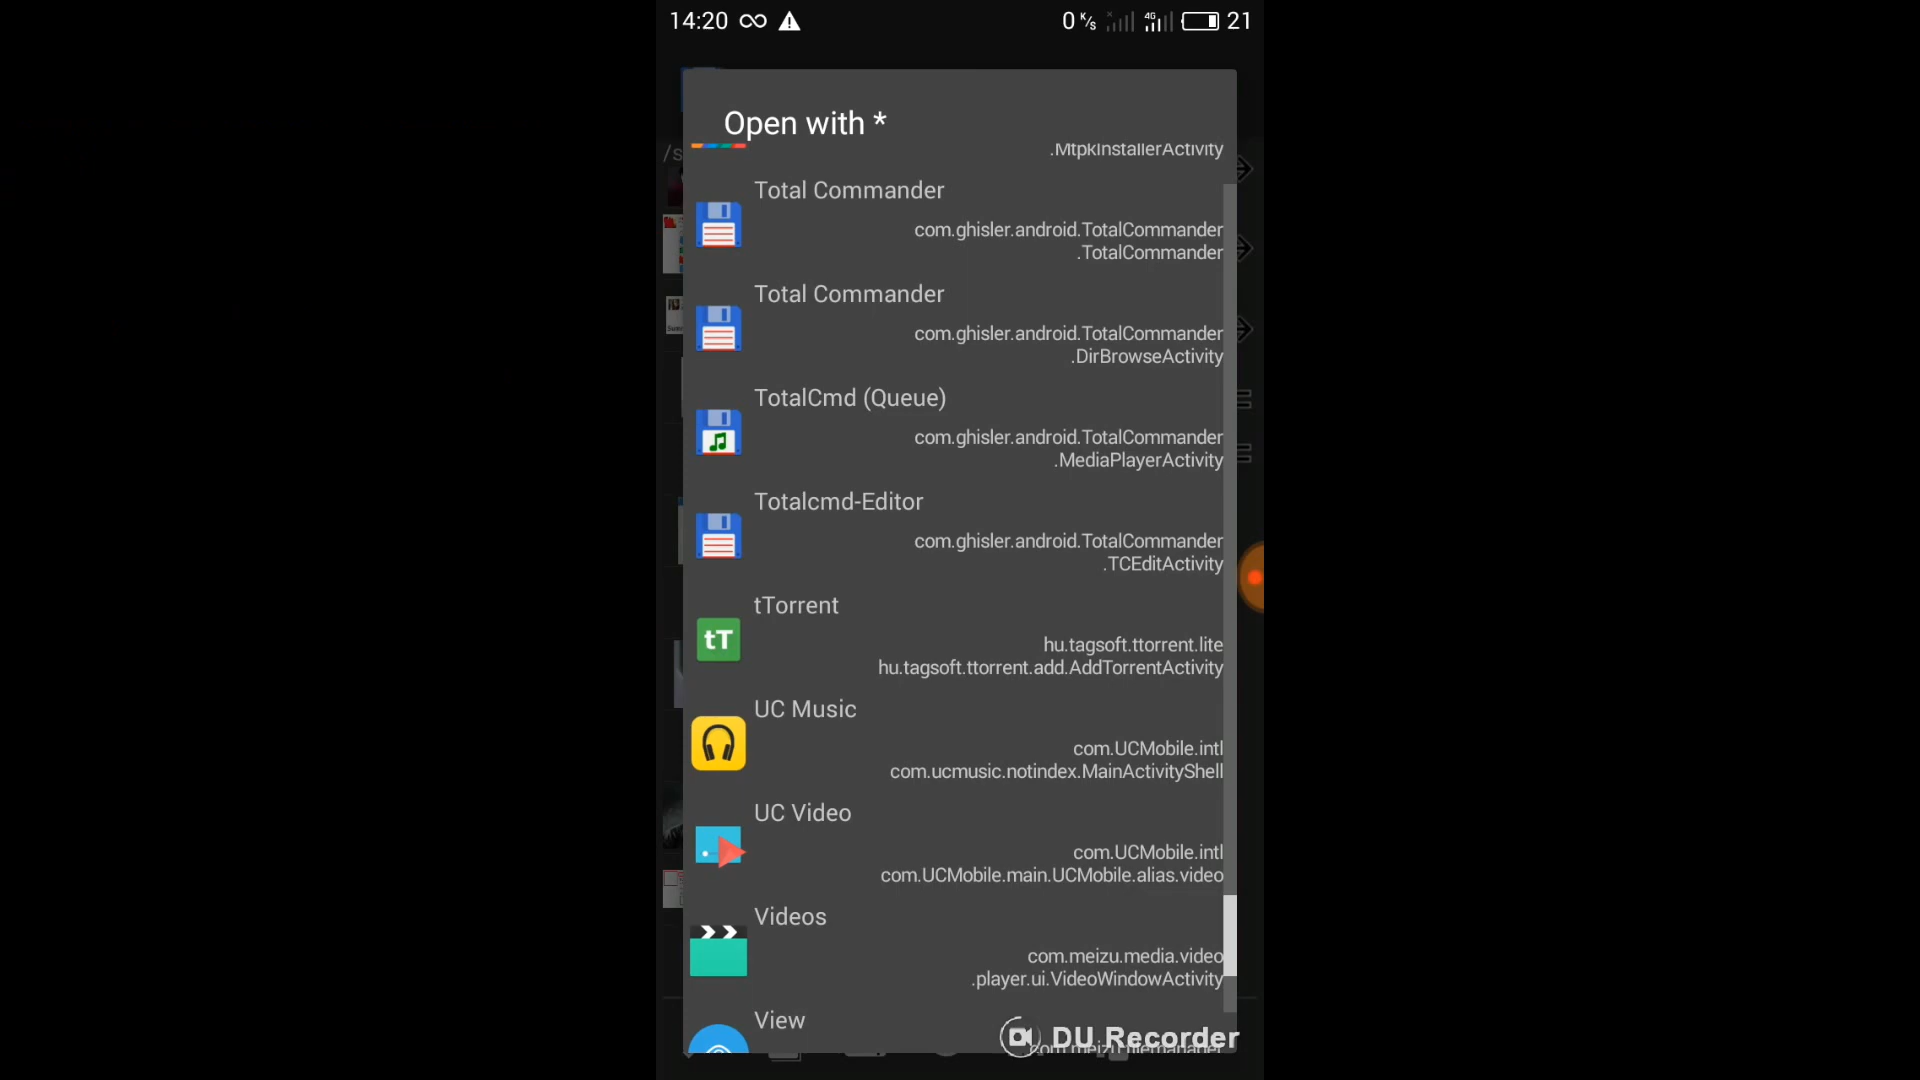 14:20 0 K/s 4G 21
Open with *
/s
.MtpkInstallerActivity
Total Commander
com.ghisler.android.TotalCommander
.TotalCommander
Total Commander
com.ghisler.android.TotalCommander
.DirBrowseActivity
TotalCmd (Queue)
com.ghisler.android.TotalCommander
.MediaPlayerActivity
Totalcmd-Editor
com.ghisler.android.TotalCommander
.TCEditActivity
tTorrent
tT
hu.tagsoft.ttorrent.lite
hu.tagsoft.ttorrent.add.AddTorrentActivity
UC Music
com.UCMobile.intl
com.ucmusic.notindex.MainActivityShell
UC Video
com.UCMobile.intl
com.UCMobile.main.UCMobile.alias.video
Videos
com.meizu.media.video
.player.ui.VideoWindowActivity
View
DU Recorder
com.meizu.filemanager